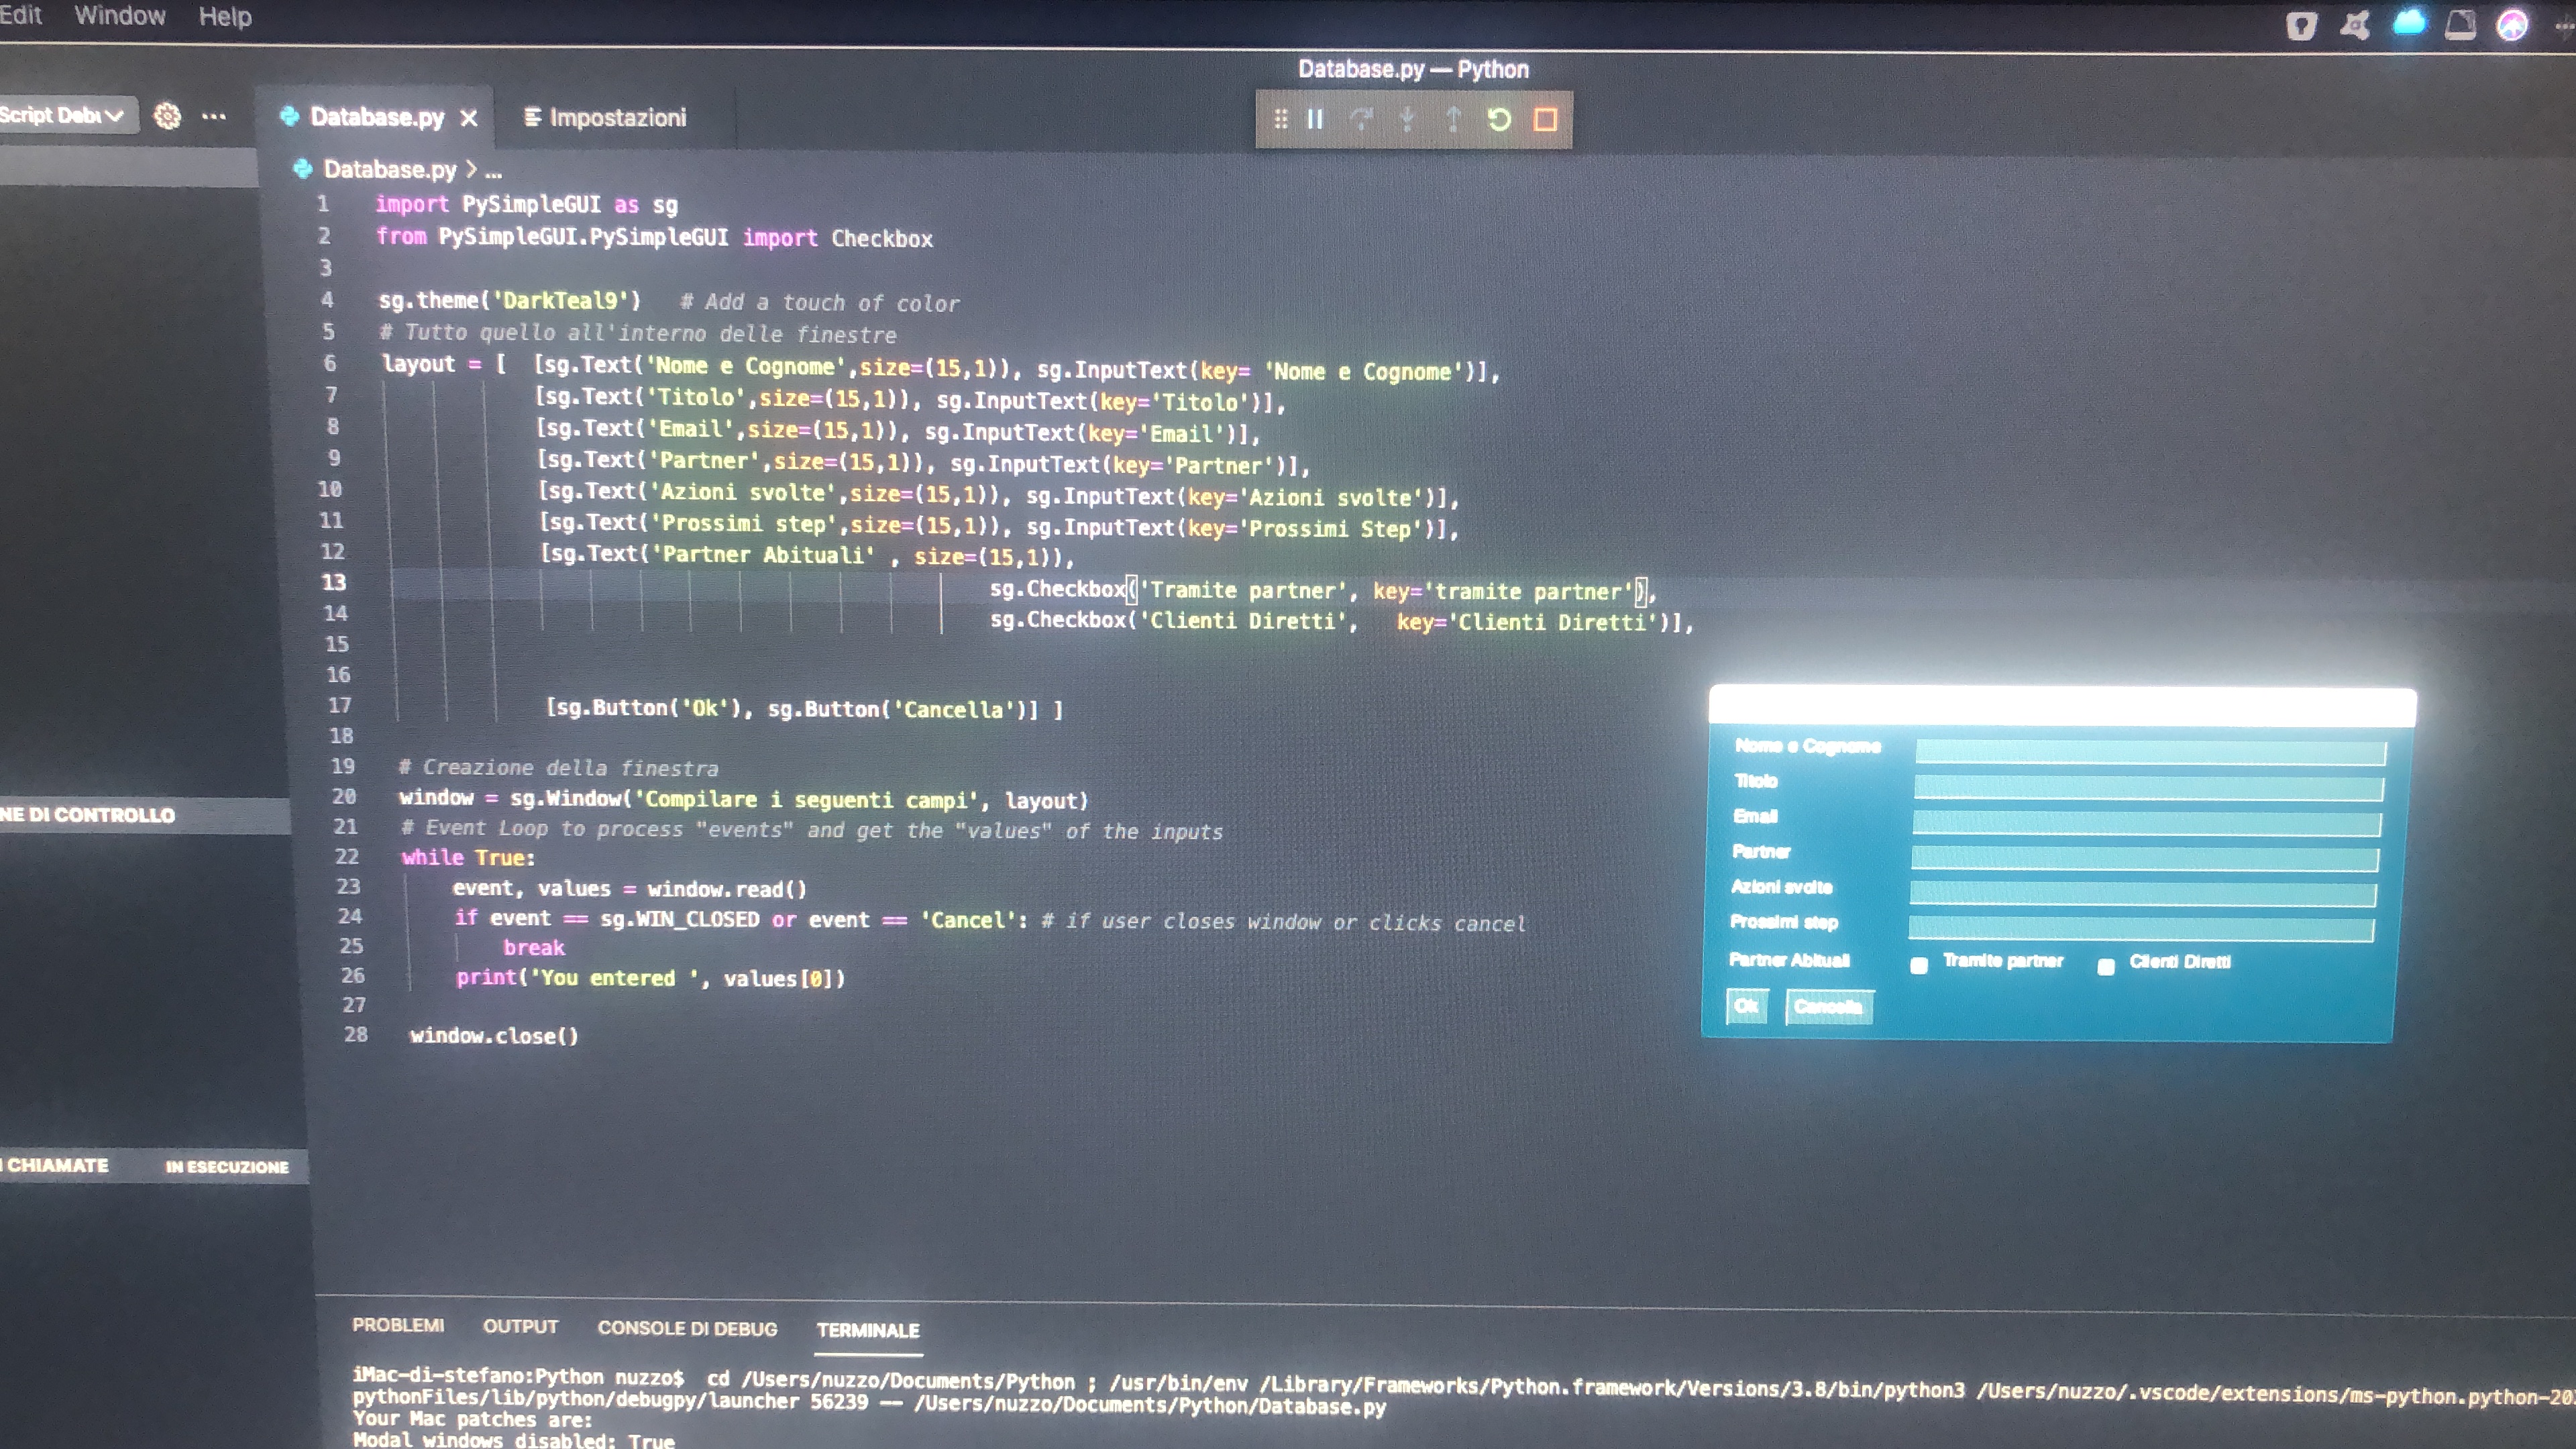 Edit Window Help
Database.py — Python
Script Debu
Database.py
Impostazioni
Database.py > ...
1 import PySimpleGUI as sg
2 from PySimpleGUI.PySimpleGUI import Checkbox
3
4 sg.theme('DarkTeal9') # Add a touch of color
5 # Tutto quello all'interno delle finestre
6 layout = [ [sg.Text('Nome e Cognome',size=(15,1)), sg.InputText(key= 'Nome e Cognome')],
7 [sg.Text('Titolo',size=(15,1)), sg.InputText(key='Titolo')],
8 [sg.Text('Email',size=(15,1)), sg.InputText(key='Email')],
9 [sg.Text('Partner',size=(15,1)), sg.InputText(key='Partner')],
10 [sg.Text('Azioni svolte',size=(15,1)), sg.InputText(key='Azioni svolte')],
11 [sg.Text('Prossimi step',size=(15,1)), sg.InputText(key='Prossimi Step')],
12 [sg.Text('Partner Abituali' , size=(15,1)),
13 sg.Checkbox('Tramite partner', key='tramite partner'),
14 sg.Checkbox('Clienti Diretti', key='Clienti Diretti')],
15
16
17 [sg.Button('Ok'), sg.Button('Cancella')] ]
18
19 # Creazione della finestra
20 window = sg.Window('Compilare i seguenti campi', layout)
21 # Event Loop to process "events" and get the "values" of the inputs
22 while True:
23 event, values = window.read()
24 if event == sg.WIN_CLOSED or event == 'Cancel': # if user closes window or clicks cancel
25 break
26 print('You entered ', values[0])
27
28 window.close()
Nome e Cognome
Titolo
Email
Partner
Azioni svolte
Prossimi step
Partner Abituali Tramite partner Clienti Diretti
Ok Cancella
NE DI CONTROLLO
I CHIAMATE IN ESECUZIONE
PROBLEMI OUTPUT CONSOLE DI DEBUG TERMINALE
iMac-di-stefano:Python nuzzo$ cd /Users/nuzzo/Documents/Python ; /usr/bin/env /Library/Frameworks/Python.framework/Versions/3.8/bin/python3 /Users/nuzzo/.vscode/extensions/ms-python.python-20
pythonFiles/lib/python/debugpy/launcher 56239 -- /Users/nuzzo/Documents/Python/Database.py
Your Mac patches are:
Modal windows disabled: True